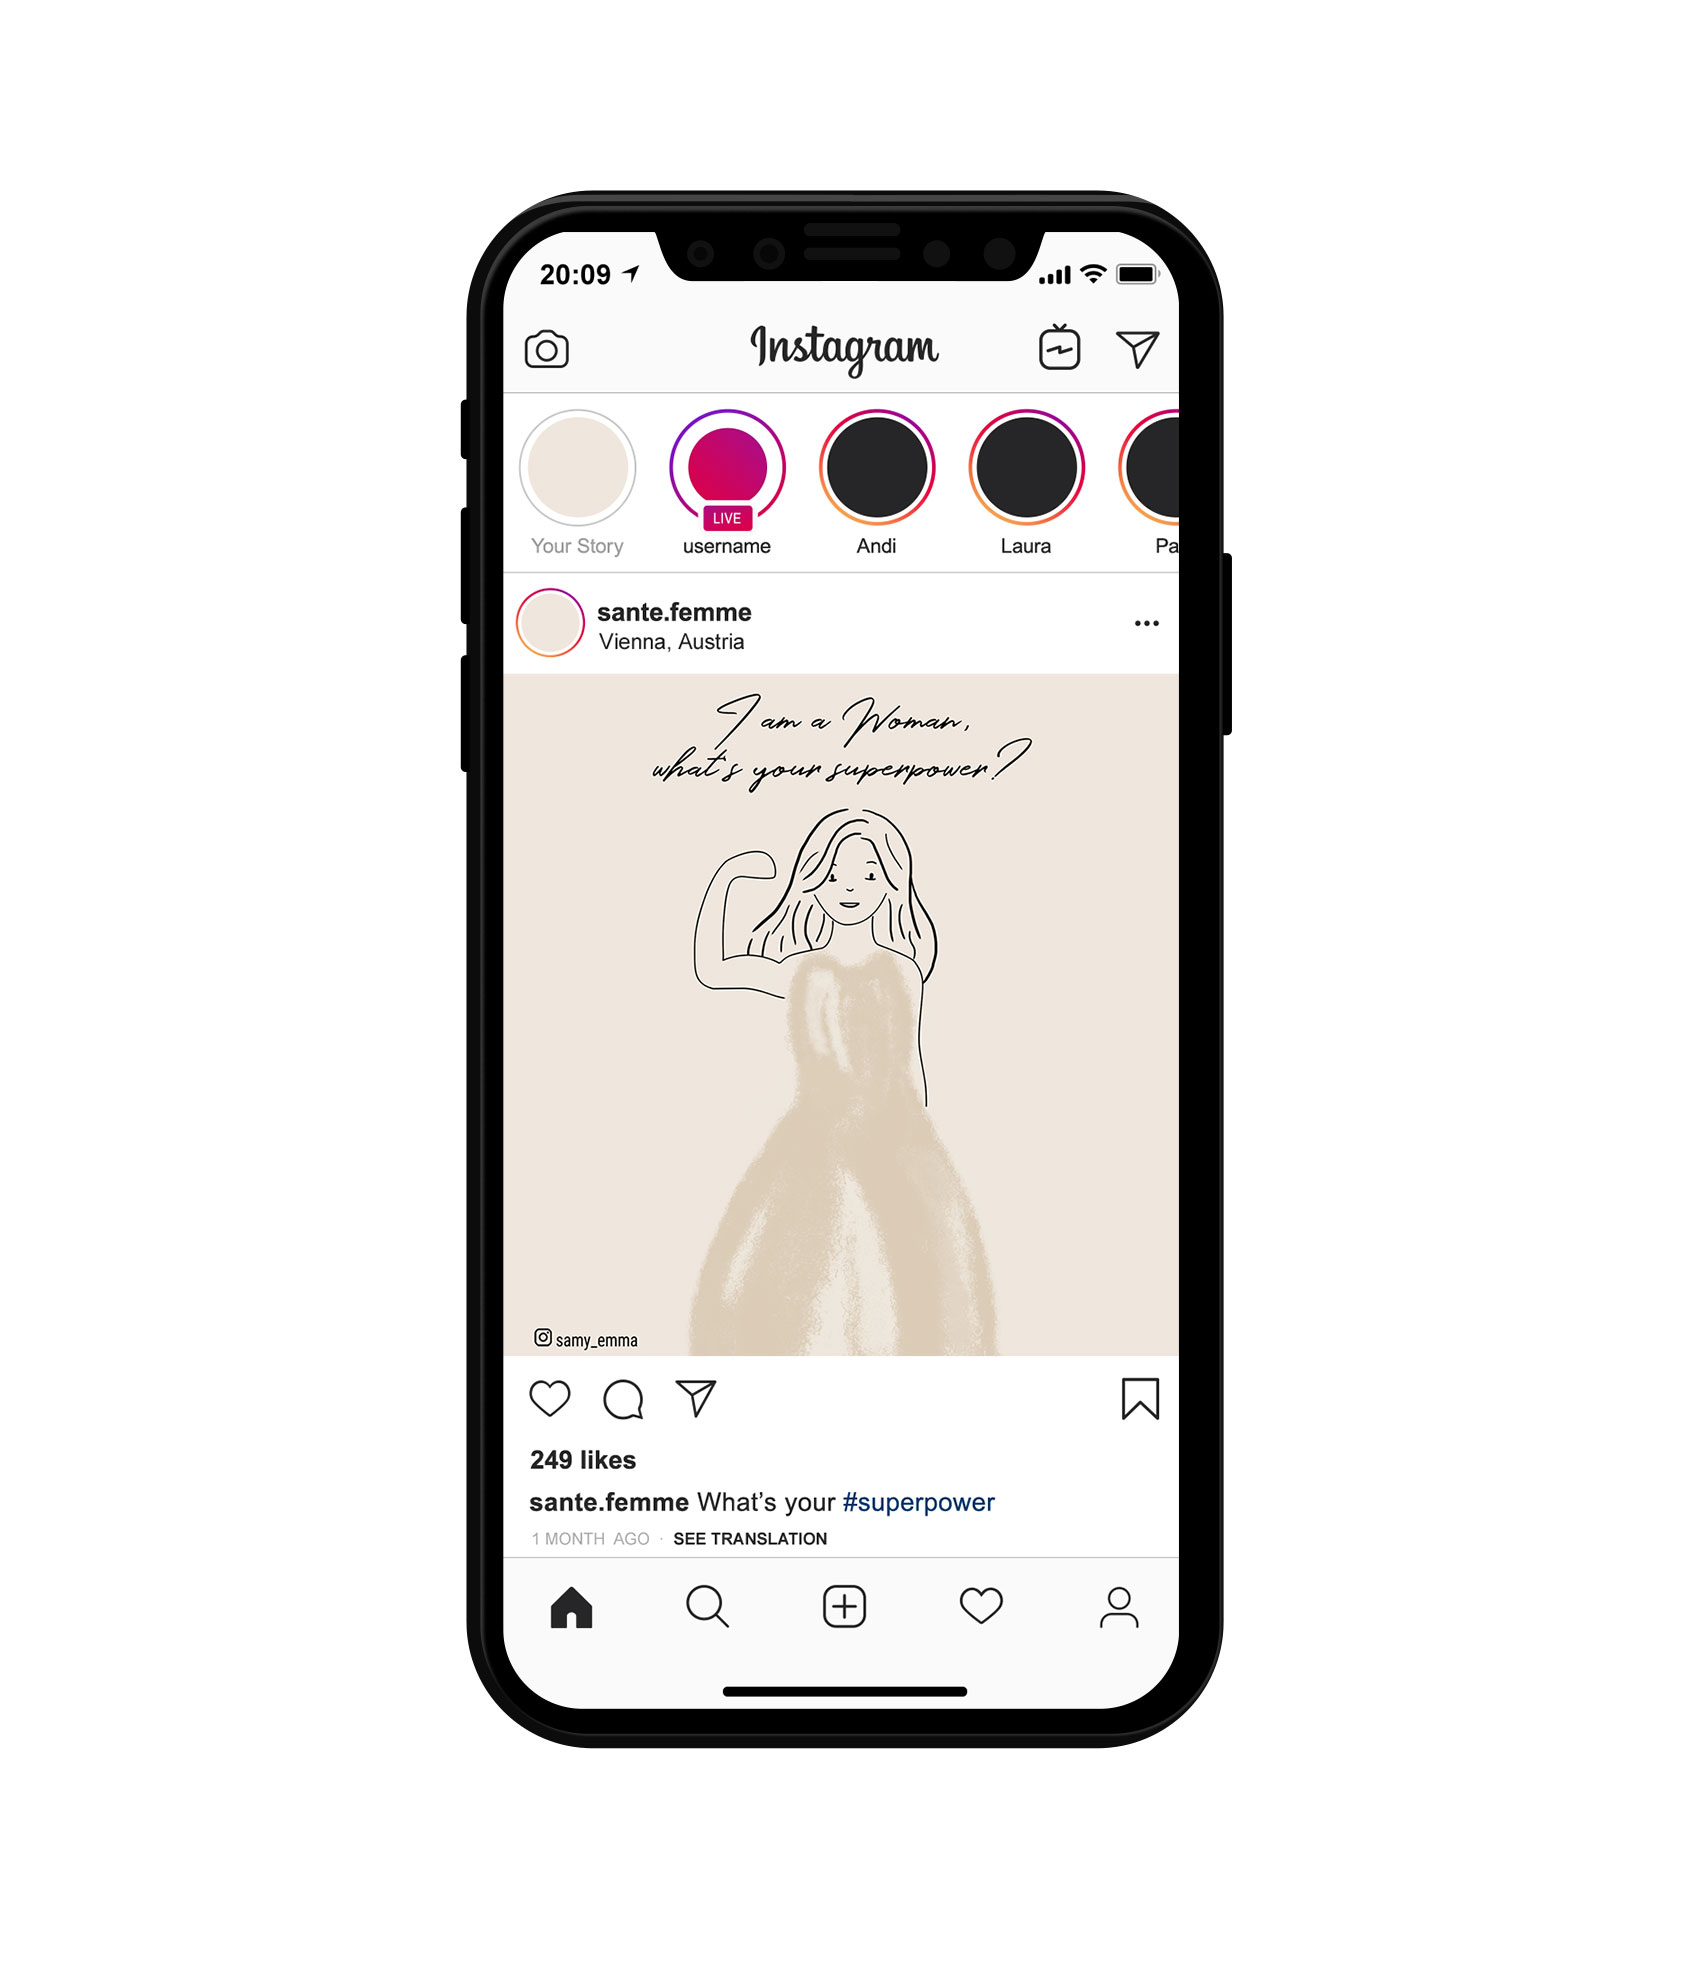 20:09
Instagram
LIVE
Your Story
username
Andi
Laura
Pa
sante.femme
Vienna, Austria
I am a Woman,
what's your superpower?
samy_emma
249 likes
sante.femme What’s your #superpower
1 MONTH AGO · SEE TRANSLATION